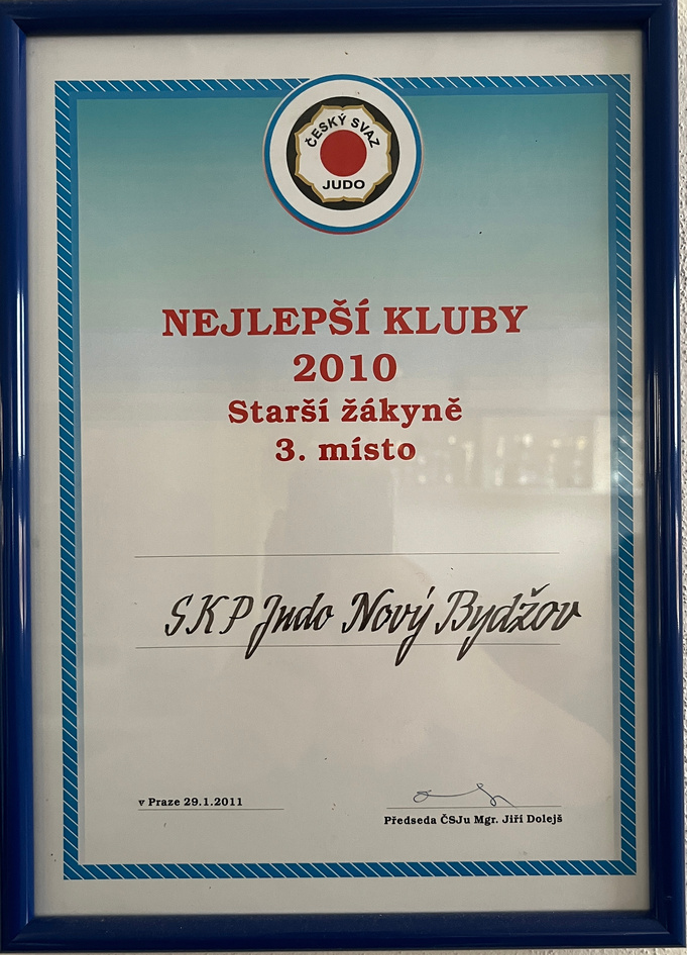 ČESKÝ SVAZ
JUDO
NEJLEPŠÍ KLUBY
2010
Starší žákyně
3. místo
SKP Judo Nový Bydžov
v Praze 29.1.2011
Předseda ČSJu Mgr. Jiří Dolejš